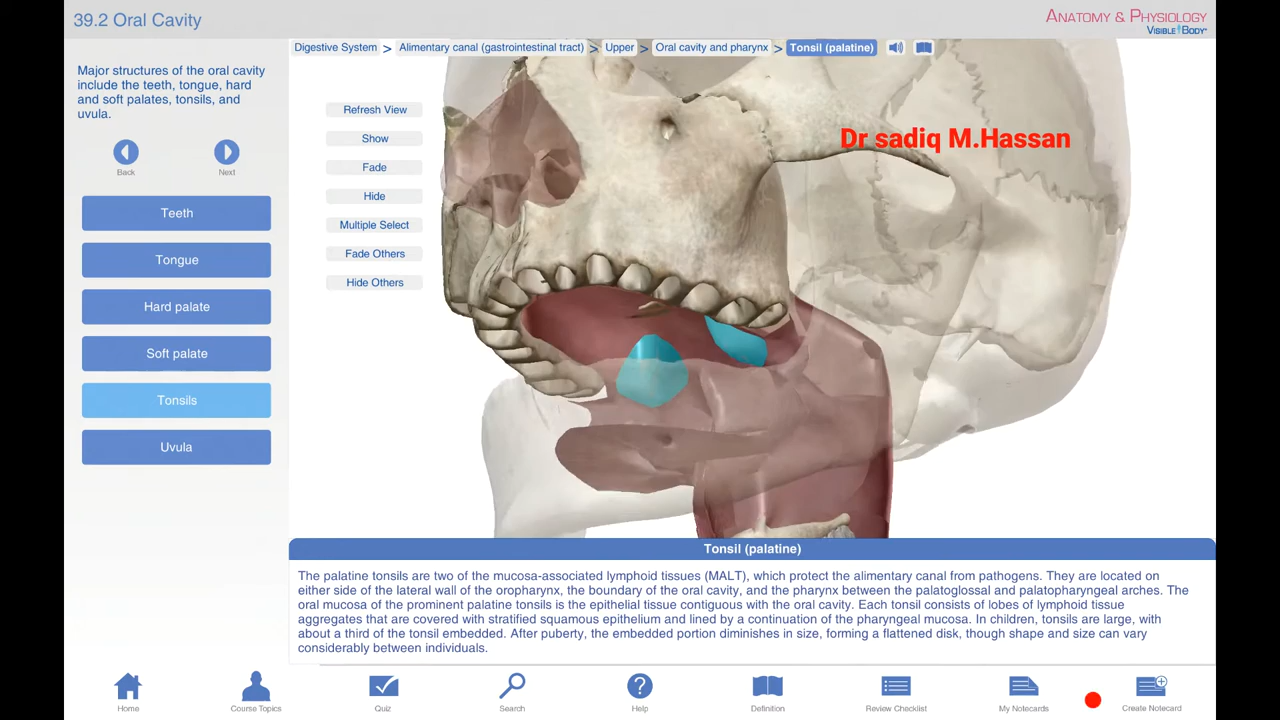 39.2 Oral Cavity
ANATOMY & PHYSIOLOGY
VISIBLE BODY®
Digestive System > Alimentary canal (gastrointestinal tract) > Upper > Oral cavity and pharynx > Tonsil (palatine)
Major structures of the oral cavity
include the teeth, tongue, hard
and soft palates, tonsils, and
uvula.
Back
Next
Teeth
Tongue
Hard palate
Soft palate
Tonsils
Uvula
Refresh View
Show
Fade
Hide
Multiple Select
Fade Others
Hide Others
Dr sadiq M.Hassan
Tonsil (palatine)
The palatine tonsils are two of the mucosa-associated lymphoid tissues (MALT), which protect the alimentary canal from pathogens. They are located on
either side of the lateral wall of the oropharynx, the boundary of the oral cavity, and the pharynx between the palatoglossal and palatopharyngeal arches. The
oral mucosa of the prominent palatine tonsils is the epithelial tissue contiguous with the oral cavity. Each tonsil consists of lobes of lymphoid tissue
aggregates that are covered with stratified squamous epithelium and lined by a continuation of the pharyngeal mucosa. In children, tonsils are large, with
about a third of the tonsil embedded. After puberty, the embedded portion diminishes in size, forming a flattened disk, though shape and size can vary
considerably between individuals.
Home
Course Topics
Quiz
Search
Help
Definition
Review Checklist
My Notecards
Create Notecard